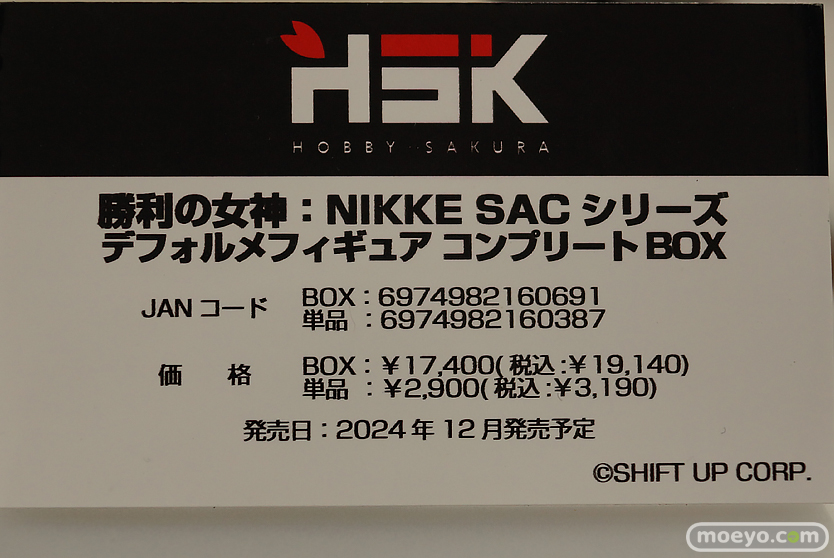 HSK
HOBBY SAKURA
勝利の女神：NIKKE SAC シリーズ
デフォルメフィギュア コンプリートBOX
JANコード BOX：6974982160691
単品：6974982160387
価格 BOX：¥17,400(税込:¥19,140)
単品：¥2,900(税込:¥3,190)
発売日：2024年12月発売予定
©SHIFT UP CORP.
moeyo.com